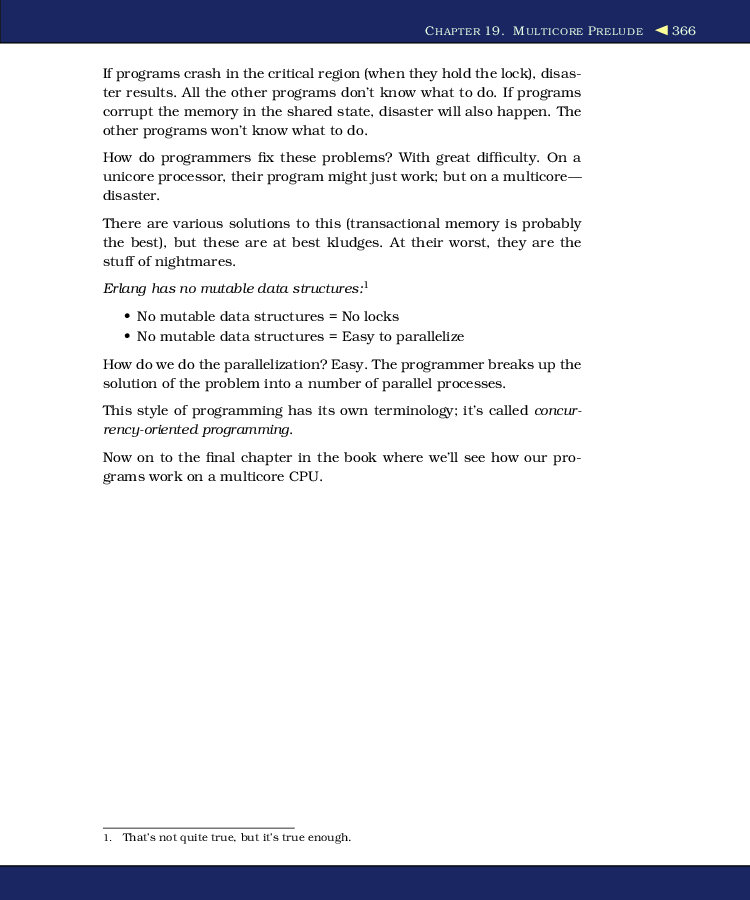 CHAPTER 19. MULTICORE PRELUDE ◀ 366
If programs crash in the critical region (when they hold the lock), disas-
ter results. All the other programs don't know what to do. If programs
corrupt the memory in the shared state, disaster will also happen. The
other programs won't know what to do.
How do programmers fix these problems? With great difficulty. On a
unicore processor, their program might just work; but on a multicore—
disaster.
There are various solutions to this (transactional memory is probably
the best), but these are at best kludges. At their worst, they are the
stuff of nightmares.
Erlang has no mutable data structures:1
• No mutable data structures = No locks
• No mutable data structures = Easy to parallelize
How do we do the parallelization? Easy. The programmer breaks up the
solution of the problem into a number of parallel processes.
This style of programming has its own terminology; it's called concur-
rency-oriented programming.
Now on to the final chapter in the book where we'll see how our pro-
grams work on a multicore CPU.
1. That's not quite true, but it's true enough.